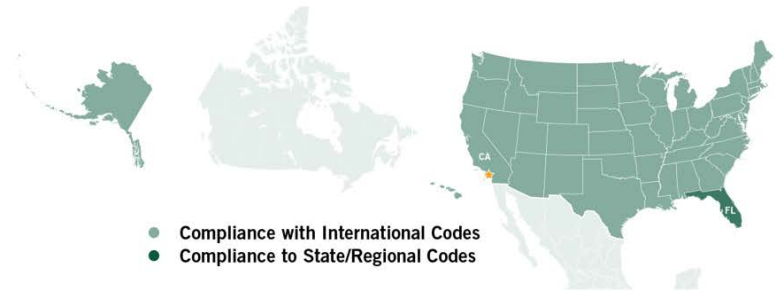 CA
FL
Compliance with International Codes
Compliance to State/Regional Codes